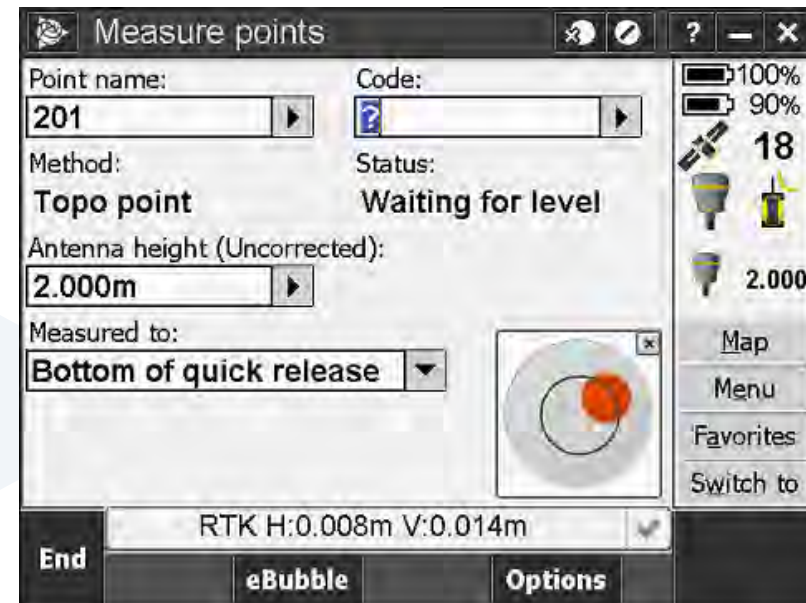 Measure points
? — ×
Point name: Code:
201 ?
Method: Status:
Topo point Waiting for level
Antenna height (Uncorrected):
2.000m
Measured to:
Bottom of quick release
RTK H:0.008m V:0.014m
End eBubble Options
100%
90%
18
2.000
Map
Menu
Favorites
Switch to